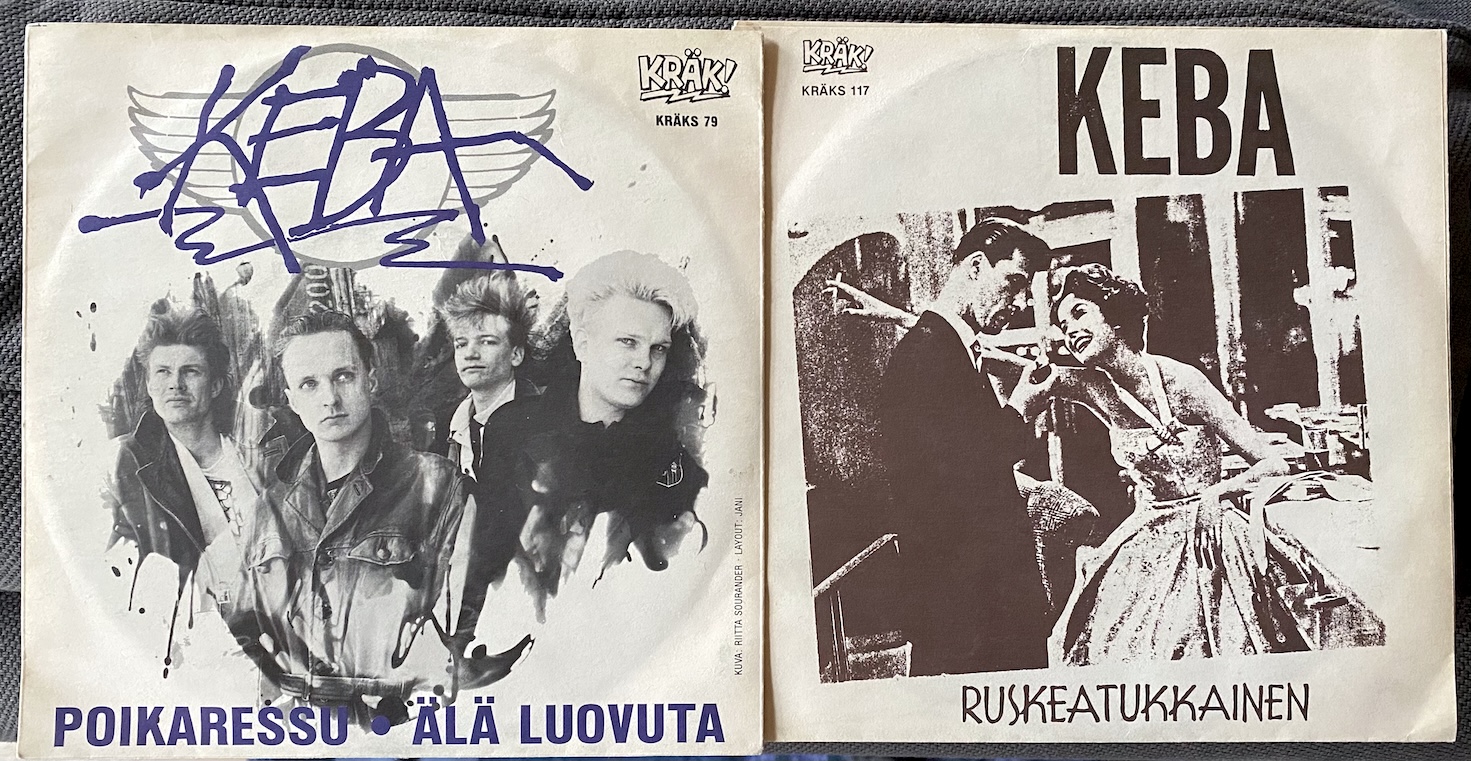 KEBA
KRÄK!
KRÄKS 79
KUVA: RIITTA SOURANDER · LAYOUT: JANI
POIKARESSU • ÄLÄ LUOVUTA
KRÄK!
KRÄKS 117
KEBA
RUSKEATUKKAINEN